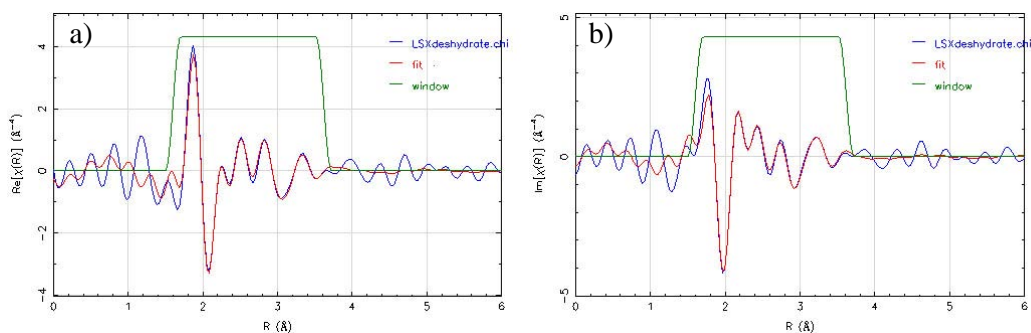 a)
LSXdeshydrate.chi
fit
window
Re[χ(R)] (Å⁻⁴)
4
2
0
-2
-4
0 1 2 3 4 5 6
R (Å)
b)
LSXdeshydrate.chi
fit
window
Im[χ(R)] (Å⁻⁴)
5
0
-5
0 1 2 3 4 5 6
R (Å)